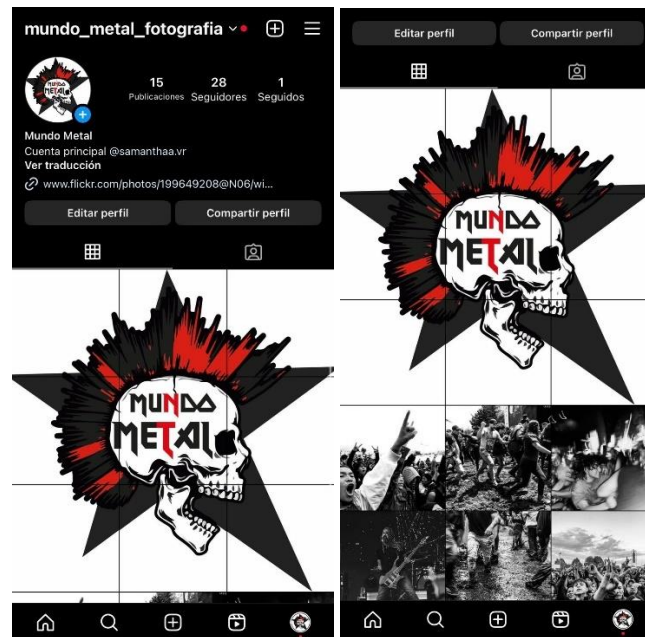 mundo_metal_fotografia
15 28 1
Publicaciones Seguidores Seguidos
Mundo Metal
Cuenta principal @samanthaa.vr
Ver traducción
www.flickr.com/photos/199649208@N06/wi...
Editar perfil Compartir perfil
MUNDO
METAL
Editar perfil Compartir perfil
MUNDO
METAL